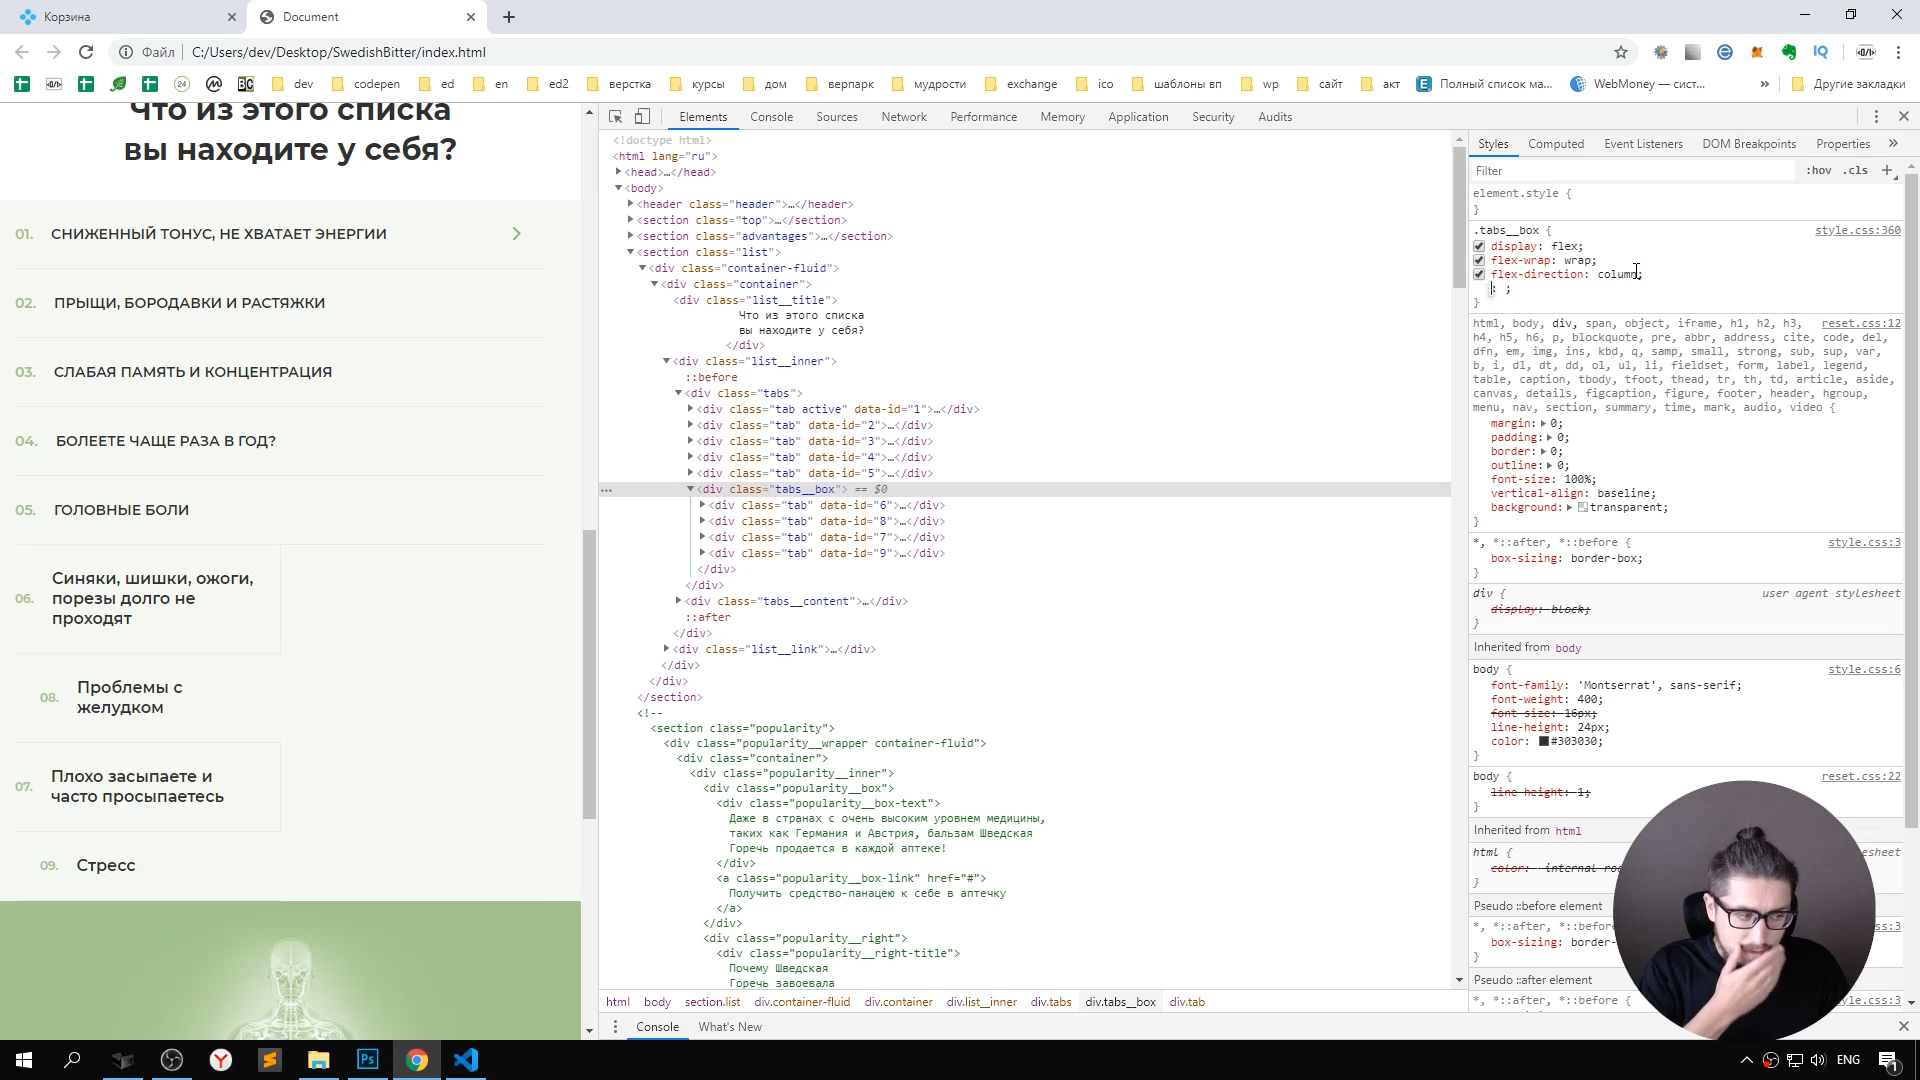 Корзина
Document
Файл
C:/Users/dev/Desktop/SwedishBitter/index.html
dev
codepen
ed
en
ed2
верстка
курсы
дом
верпарк
мудрости
exchange
ico
шаблоны вп
wp
сайт
акт
Полный список ма...
WebMoney — сист...
»
Другие закладки
Что из этого списка
вы находите у себя?
01. СНИЖЕННЫЙ ТОНУС, НЕ ХВАТАЕТ ЭНЕРГИИ
02. ПРЫЩИ, БОРОДАВКИ И РАСТЯЖКИ
03. СЛАБАЯ ПАМЯТЬ И КОНЦЕНТРАЦИЯ
04. БОЛЕЕТЕ ЧАЩЕ РАЗА В ГОД?
05. ГОЛОВНЫЕ БОЛИ
06. Синяки, шишки, ожоги,
порезы долго не
проходят
08. Проблемы с
желудком
07. Плохо засыпаете и
часто просыпаетесь
09. Стресс
Elements Console Sources Network Performance Memory Application Security Audits
<!doctype html>
<html lang="ru">
<head>…</head>
<body>
<header class="header">…</header>
<section class="top">…</section>
<section class="advantages">…</section>
<section class="list">
<div class="container-fluid">
<div class="container">
<div class="list__title">
Что из этого списка
вы находите у себя?
</div>
<div class="list__inner">
::before
<div class="tabs">
<div class="tab active" data-id="1">…</div>
<div class="tab" data-id="2">…</div>
<div class="tab" data-id="3">…</div>
<div class="tab" data-id="4">…</div>
<div class="tab" data-id="5">…</div>
<div class="tabs__box"> == $0
<div class="tab" data-id="6">…</div>
<div class="tab" data-id="8">…</div>
<div class="tab" data-id="7">…</div>
<div class="tab" data-id="9">…</div>
</div>
</div>
<div class="tabs__content">…</div>
::after
</div>
<div class="list__link">…</div>
</div>
</div>
</section>
<!--
<section class="popularity">
<div class="popularity__wrapper container-fluid">
<div class="container">
<div class="popularity__inner">
<div class="popularity__box">
<div class="popularity__box-text">
Даже в странах с очень высоким уровнем медицины,
таких как Германия и Австрия, бальзам Шведская
Горечь продается в каждой аптеке!
</div>
<a class="popularity__box-link" href="#">
Получить средство-панацею к себе в аптечку
</a>
</div>
<div class="popularity__right">
<div class="popularity__right-title">
Почему Шведская
Горечь завоевала
html body section.list div.container-fluid div.container div.list__inner div.tabs div.tabs__box div.tab
Console What's New
Styles Computed Event Listeners DOM Breakpoints Properties »
Filter :hov .cls +
element.style {
}
.tabs__box { style.css:360
display: flex;
flex-wrap: wrap;
flex-direction: column;
: ;
}
html, body, div, span, object, iframe, h1, h2, h3, reset.css:12
h4, h5, h6, p, blockquote, pre, abbr, address, cite, code, del,
dfn, em, img, ins, kbd, q, samp, small, strong, sub, sup, var,
b, i, dl, dt, dd, ol, ul, li, fieldset, form, label, legend,
table, caption, tbody, tfoot, thead, tr, th, td, article, aside,
canvas, details, figcaption, figure, footer, header, hgroup,
menu, nav, section, summary, time, mark, audio, video {
margin: 0;
padding: 0;
border: 0;
outline: 0;
font-size: 100%;
vertical-align: baseline;
background: transparent;
}
*, *::after, *::before { style.css:3
box-sizing: border-box;
}
div { user agent stylesheet
display: block;
}
Inherited from body
body { style.css:6
font-family: 'Montserrat', sans-serif;
font-weight: 400;
font-size: 16px;
line-height: 24px;
color: #303030;
}
body { reset.css:22
line-height: 1;
}
Inherited from html
html {
color: -internal-
}
Pseudo ::before element
*, *::after, *::
box-sizing: border-
}
Pseudo ::after element
*, *::after, *::before {
ENG